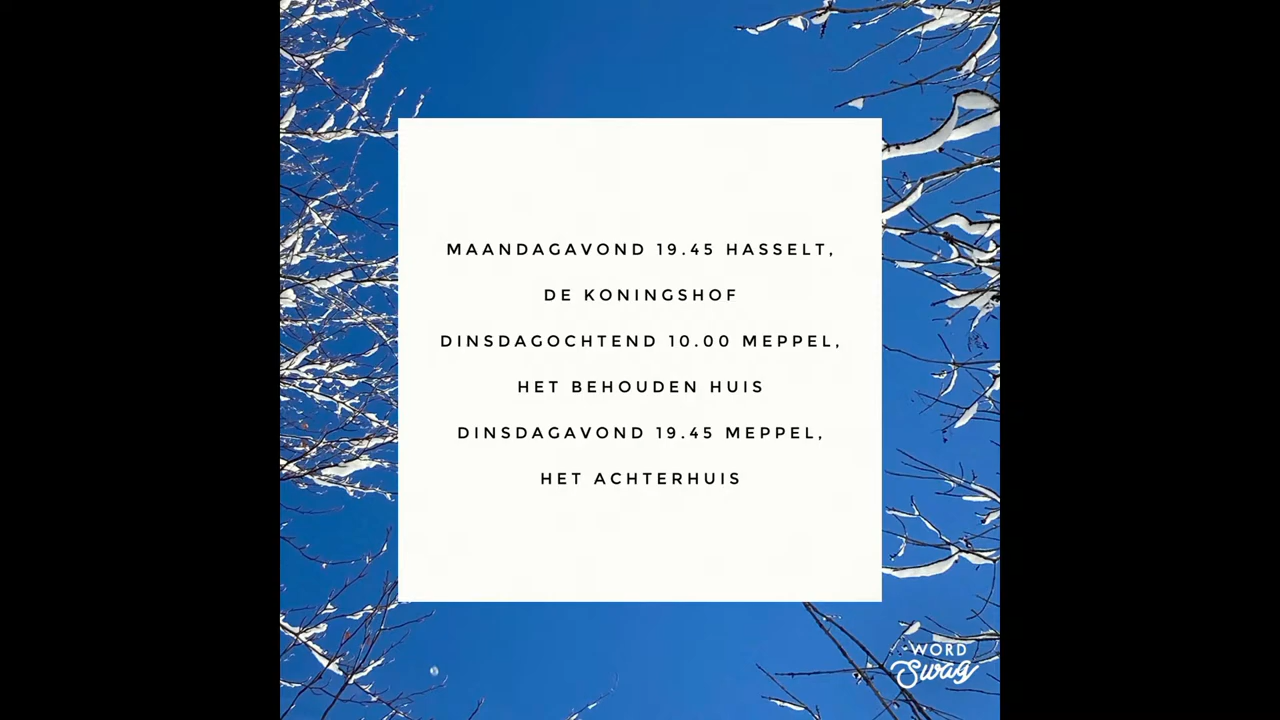 MAANDAGAVOND 19.45 HASSELT,
DE KONINGSHOF
DINSDAGOCHTEND 10.00 MEPPEL,
HET BEHOUDEN HUIS
DINSDAGAVOND 19.45 MEPPEL,
HET ACHTERHUIS
WORD
Swag